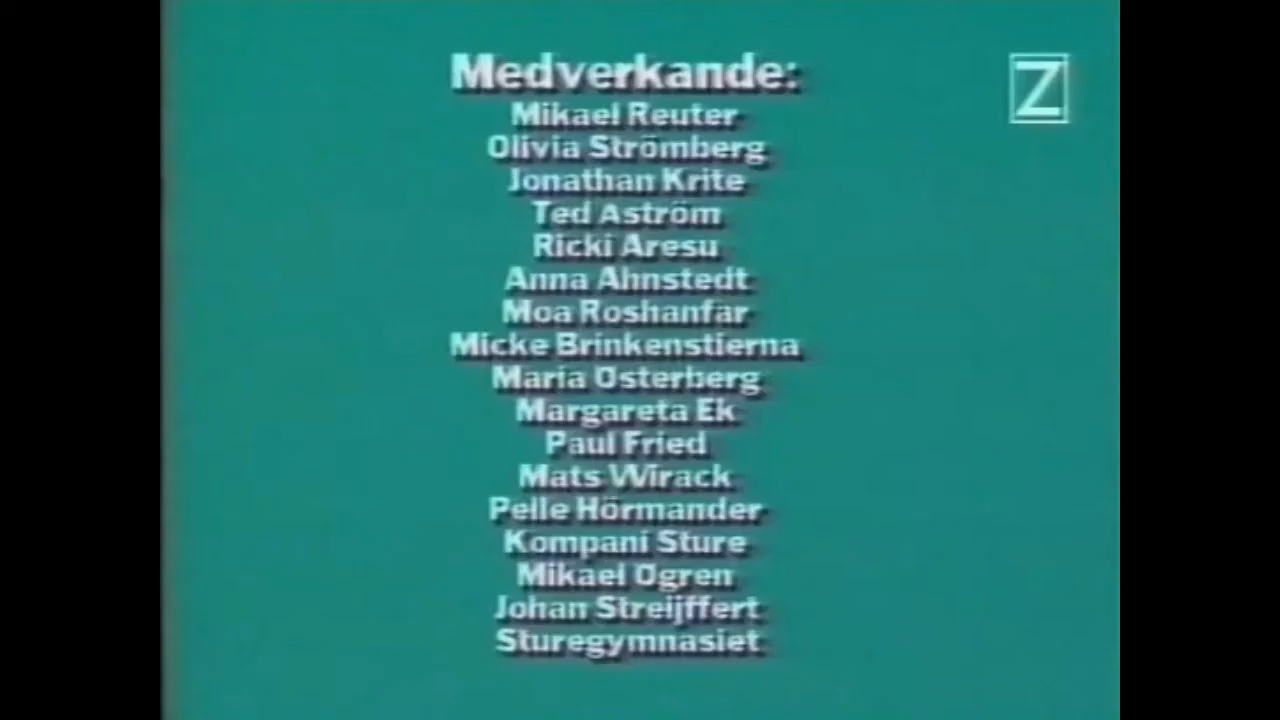 Medverkande:
Z
Mikael Reuter
Olivia Strömberg
Jonathan Krite
Ted Aström
Ricki Aresu
Anna Ahnstedt
Moa Roshanfar
Micke Brinkenstierna
Maria Osterberg
Margareta Ek
Paul Fried
Mats Wirack
Pelle Hörmander
Kompani Sture
Mikael Ogren
Johan Streijffert
Sturegymnasiet